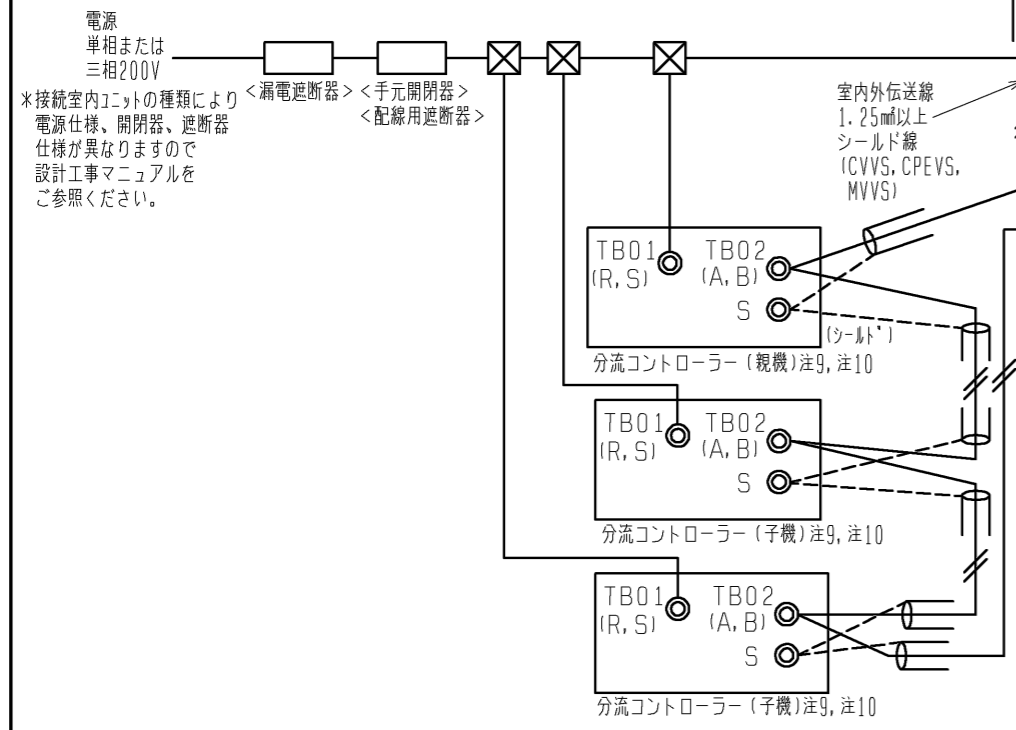 電源
単相または
三相200V
＊接続室内ユニットの種類により
電源仕様、開閉器、遮断器
仕様が異なりますので
設計工事マニュアルを
ご参照ください。
<漏電遮断器>
<手元開閉器>
<配線用遮断器>
室内外伝送線
1.25㎟以上
シールド線
(CVVS,CPEVS,
MVVS)
TB01
(R,S)
TB02
(A,B)
S
(シールド)
分流コントローラー(親機)注9,注10
TB01
(R,S)
TB02
(A,B)
S
分流コントローラー(子機)注9,注10
TB01
(R,S)
TB02
(A,B)
S
分流コントローラー(子機)注9,注10